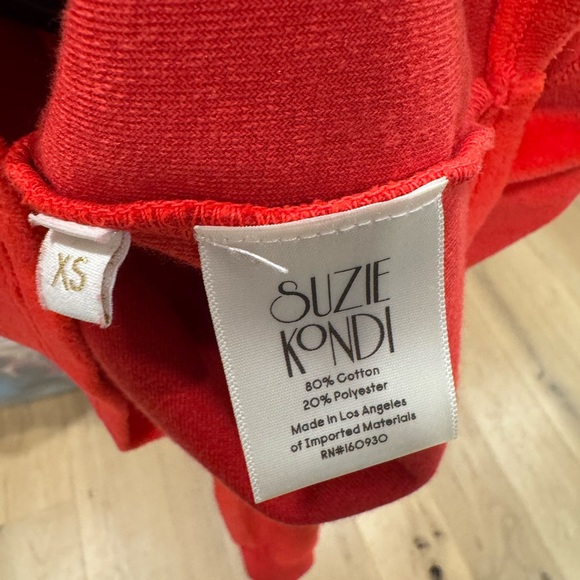 XS
SUZIE
KONDI
80% Cotton
20% Polyester
Made in Los Angeles
of Imported Materials
RN#160930